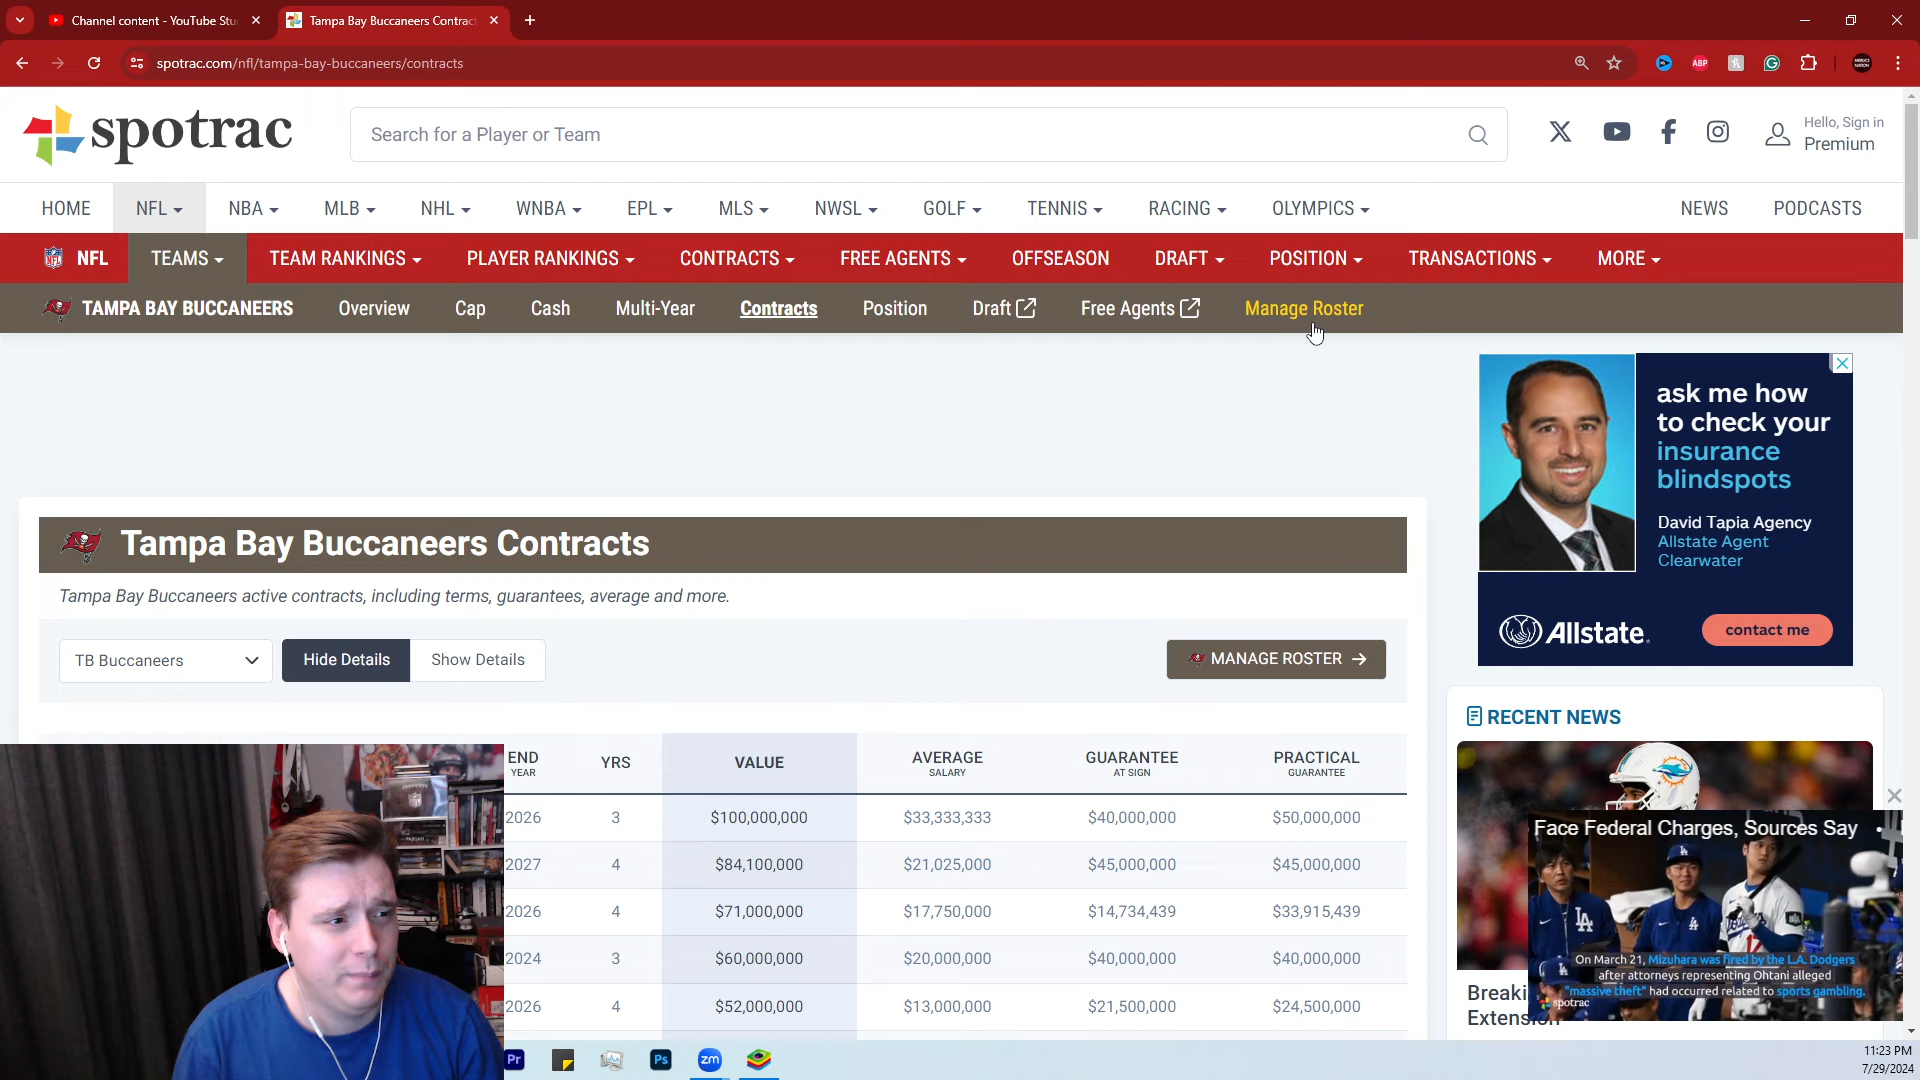 Channel content - YouTube Stu
Tampa Bay Buccaneers Contrac
spotrac.com/nfl/tampa-bay-buccaneers/contracts
ABP
spotrac
Search for a Player or Team
Hello, Sign in
Premium
HOME NFL NBA MLB NHL WNBA EPL MLS NWSL GOLF TENNIS RACING OLYMPICS NEWS PODCASTS
NFL TEAMS TEAM RANKINGS PLAYER RANKINGS CONTRACTS FREE AGENTS OFFSEASON DRAFT POSITION TRANSACTIONS MORE
TAMPA BAY BUCCANEERS Overview Cap Cash Multi-Year Contracts Position Draft Free Agents Manage Roster
ask me how
to check your
insurance
blindspots
David Tapia Agency
Allstate Agent
Clearwater
Allstate.
contact me
Tampa Bay Buccaneers Contracts
Tampa Bay Buccaneers active contracts, including terms, guarantees, average and more.
TB Buccaneers Hide Details Show Details MANAGE ROSTER
END YRS VALUE AVERAGE GUARANTEE PRACTICAL
YEAR SALARY AT SIGN GUARANTEE
2026 3 $100,000,000 $33,333,333 $40,000,000 $50,000,000
2027 4 $84,100,000 $21,025,000 $45,000,000 $45,000,000
2026 4 $71,000,000 $17,750,000 $14,734,439 $33,915,439
2024 3 $60,000,000 $20,000,000 $40,000,000 $40,000,000
2026 4 $52,000,000 $13,000,000 $21,500,000 $24,500,000
RECENT NEWS
Face Federal Charges, Sources Say
On March 21, Mizuhara was fired by the L.A. Dodgers
after attorneys representing Ohtani alleged
"massive theft" had occurred related to sports gambling.
spotrac
Breaki
Extension
Pr
Ps
zm
11:23 PM
7/29/2024